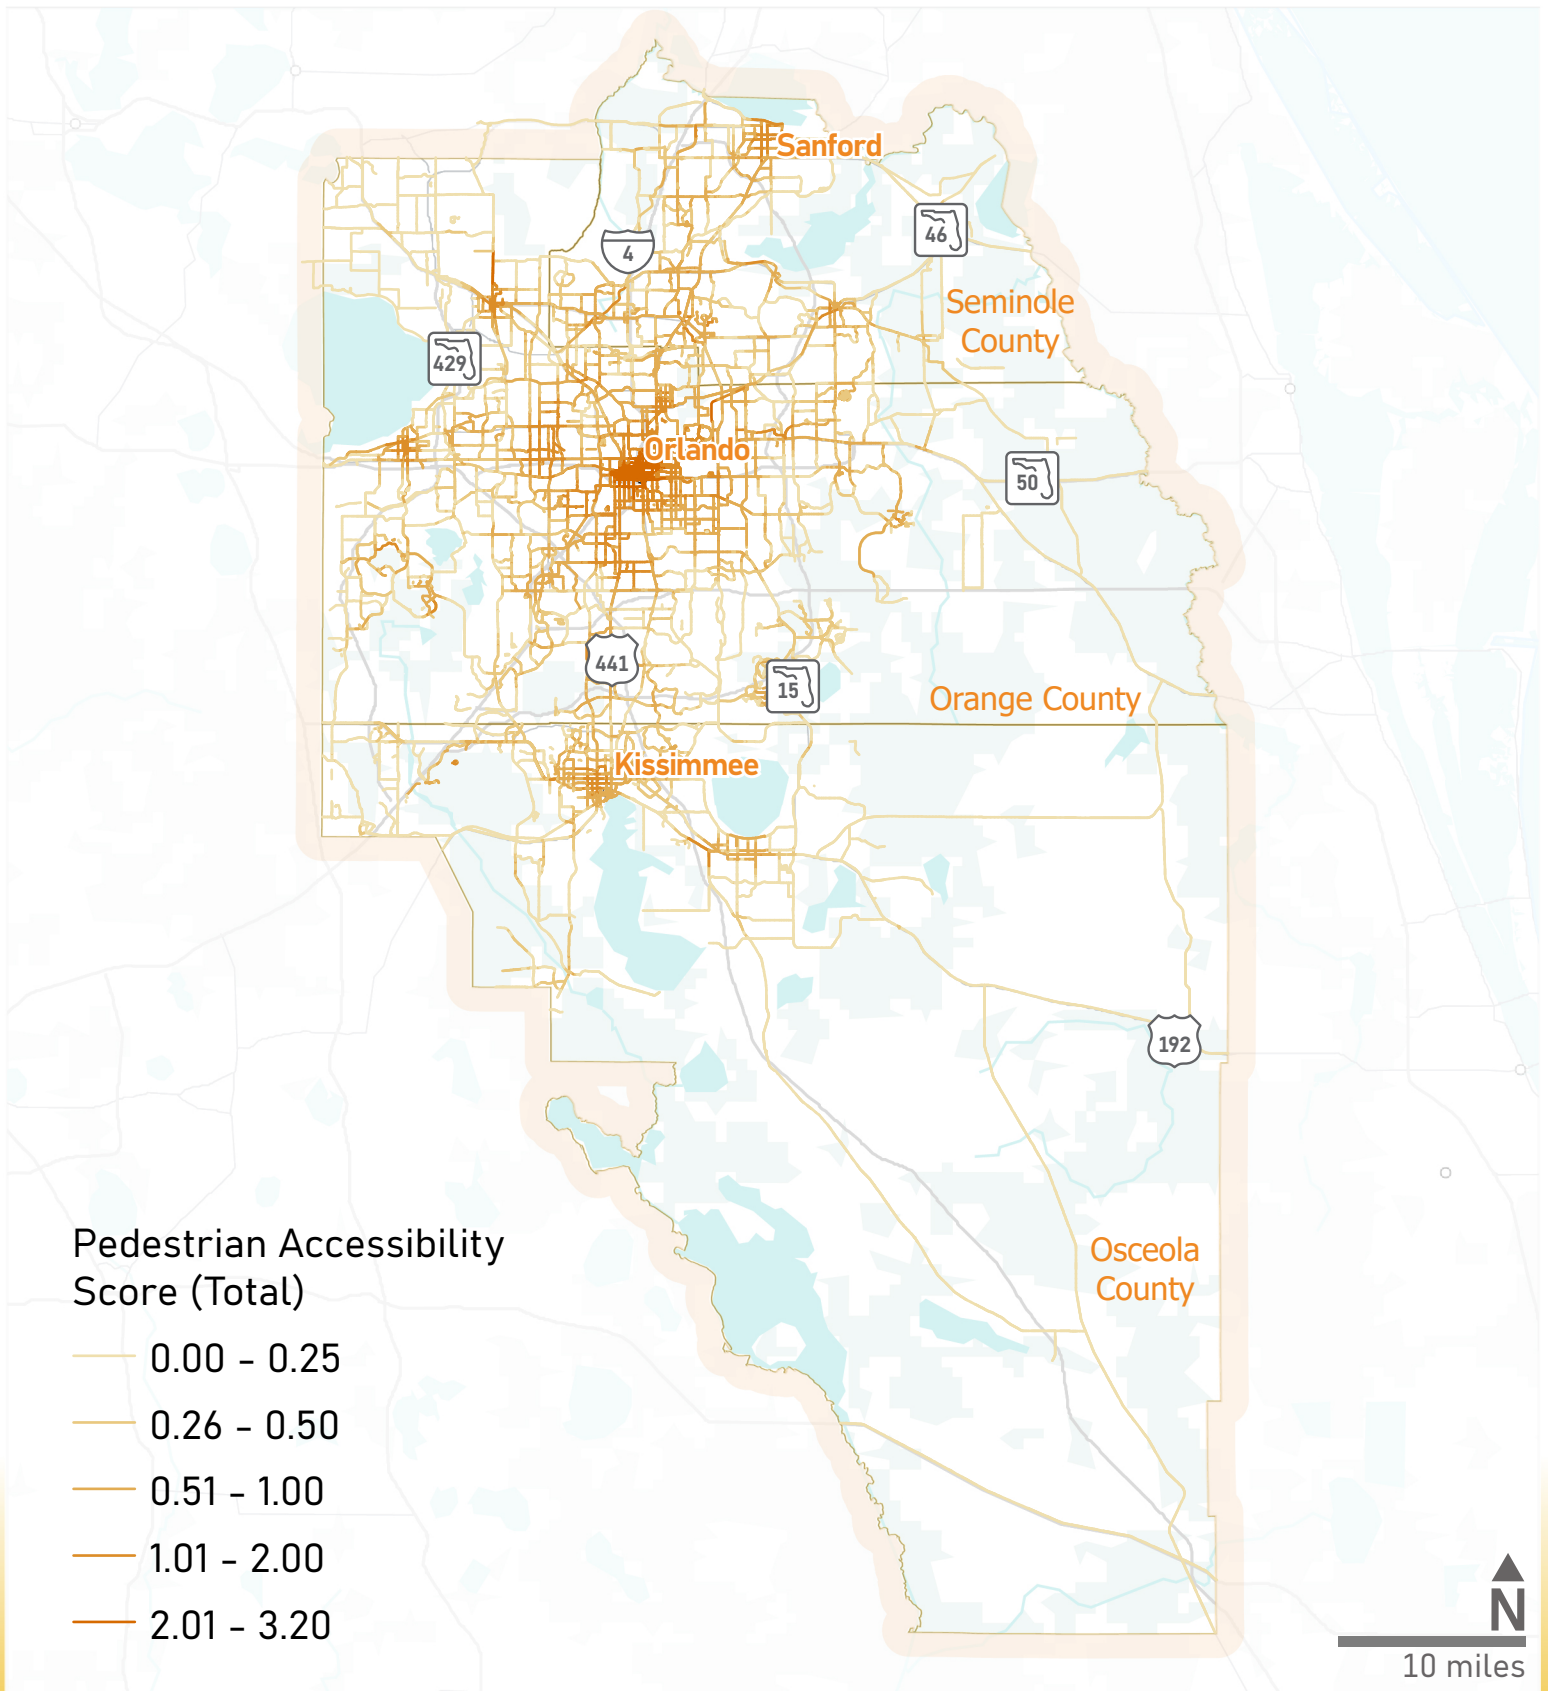 Sanford
46
4
Seminole
County
429
Orlando
50
441
15
Orange County
Kissimmee
192
Osceola
County
Pedestrian Accessibility
Score (Total)
0.00 - 0.25
0.26 - 0.50
0.51 - 1.00
1.01 - 2.00
2.01 - 3.20
N
10 miles